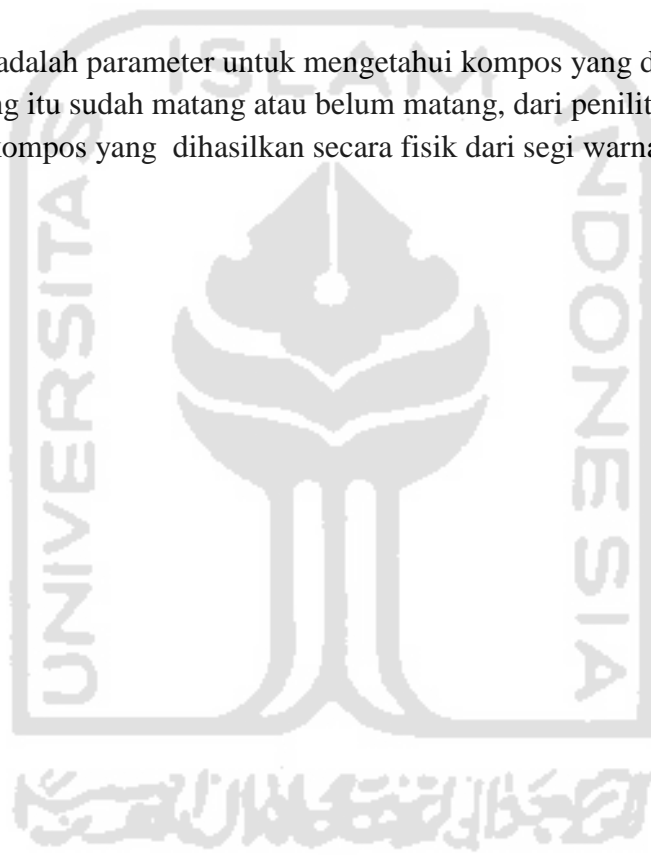 adalah parameter untuk mengetahui kompos yang d
ng itu sudah matang atau belum matang, dari penilit
kompos yang dihasilkan secara fisik dari segi warna
ISLAM
UNIVERSITAS
INDONESIA